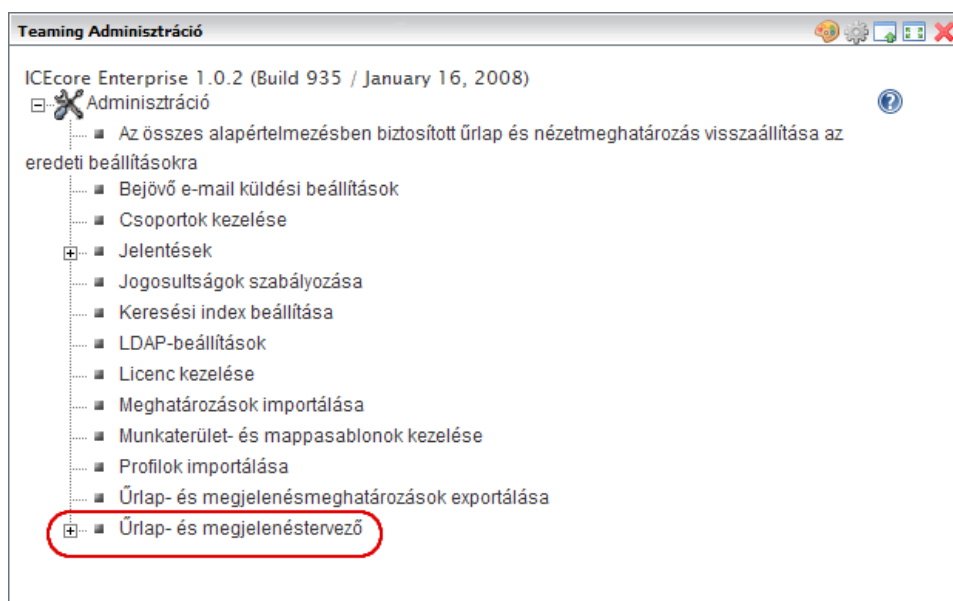 Teaming Adminisztráció
ICEcore Enterprise 1.0.2 (Build 935 / January 16, 2008)
Adminisztráció
Az összes alapértelmezésben biztosított űrlap és nézetmeghatározás visszaállítása az
eredeti beállításokra
Bejövő e-mail küldési beállítások
Csoportok kezelése
Jelentések
Jogosultságok szabályozása
Keresési index beállítása
LDAP-beállítások
Licenc kezelése
Meghatározások importálása
Munkaterület- és mappasablonok kezelése
Profilok importálása
Űrlap- és megjelenésmeghatározások exportálása
Űrlap- és megjelenéstervező